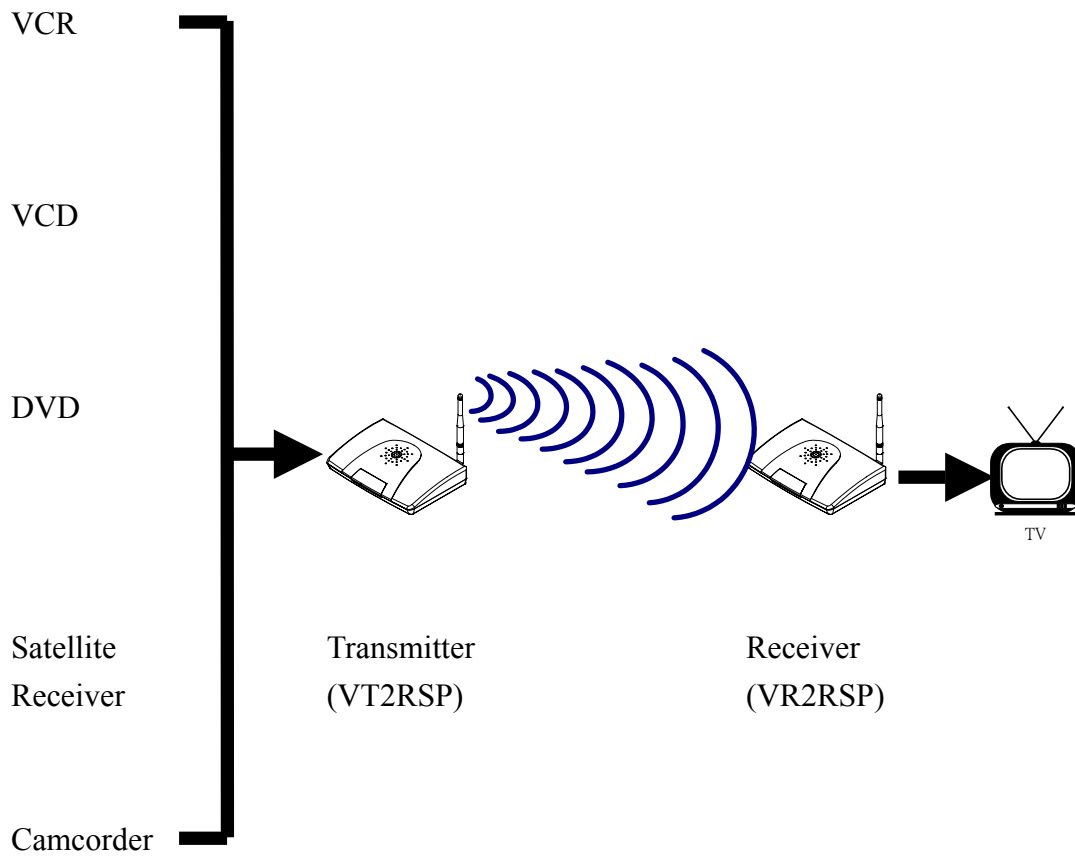 VCR
VCD
DVD
TV
Satellite
Receiver
Transmitter
(VT2RSP)
Receiver
(VR2RSP)
Camcorder